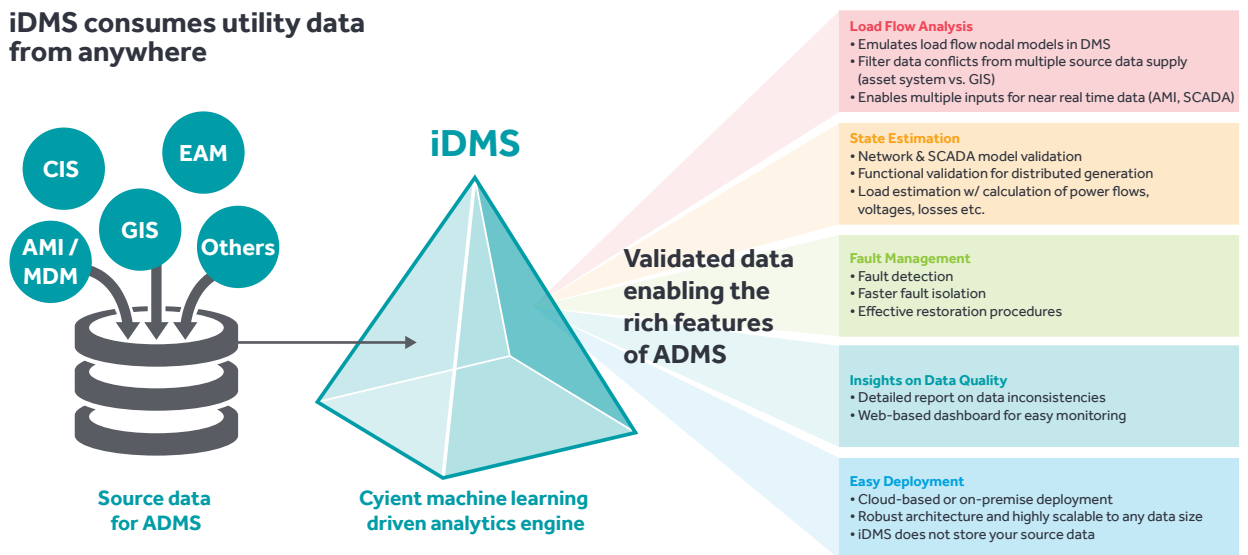 iDMS consumes utility data
from anywhere
CIS
EAM
GIS
AMI /
MDM
Others
Source data
for ADMS
iDMS
Cyient machine learning
driven analytics engine
Validated data
enabling the
rich features
of ADMS
Load Flow Analysis
• Emulates load flow nodal models in DMS
• Filter data conflicts from multiple source data supply
(asset system vs. GIS)
• Enables multiple inputs for near real time data (AMI, SCADA)
State Estimation
• Network & SCADA model validation
• Functional validation for distributed generation
• Load estimation w/ calculation of power flows,
voltages, losses etc.
Fault Management
• Fault detection
• Faster fault isolation
• Effective restoration procedures
Insights on Data Quality
• Detailed report on data inconsistencies
• Web-based dashboard for easy monitoring
Easy Deployment
• Cloud-based or on-premise deployment
• Robust architecture and highly scalable to any data size
• iDMS does not store your source data